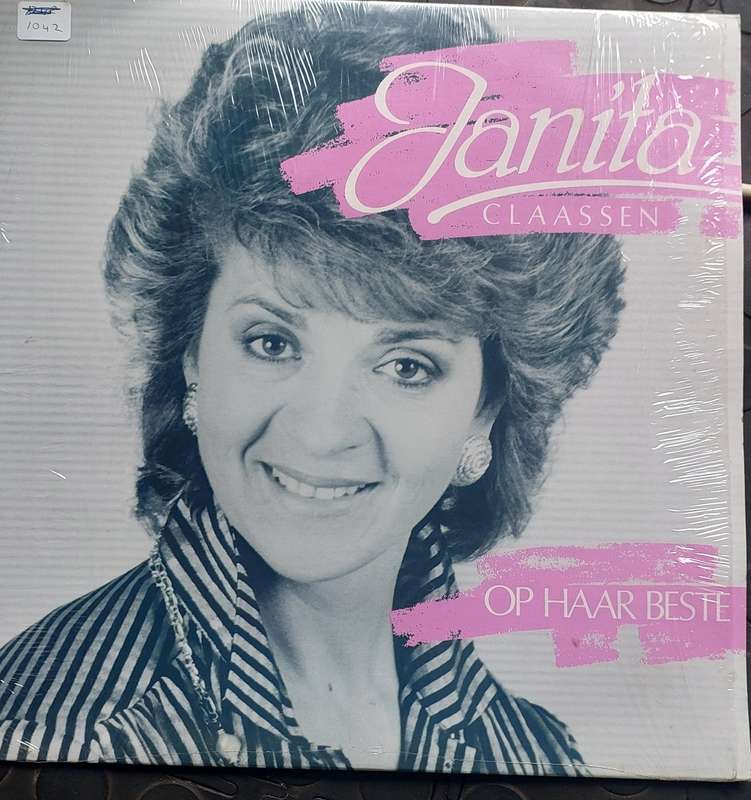 1042
Janita
CLAASSEN
OP HAAR BESTE